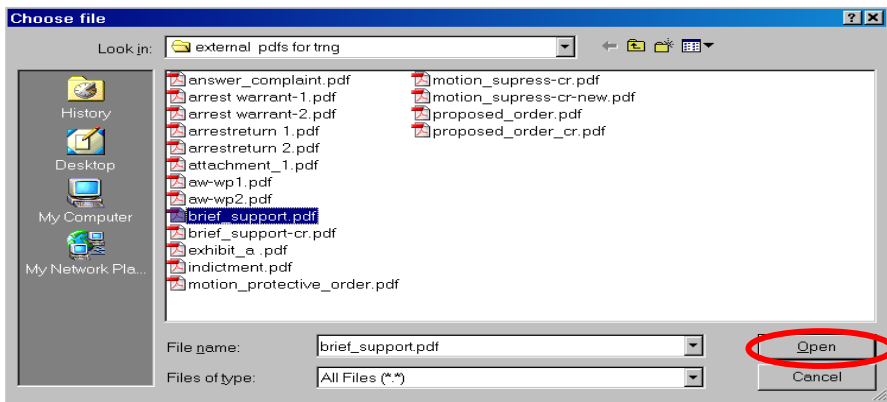 Choose file
Look in: external pdfs for trng
History
Desktop
My Computer
My Network Pla...
answer_complaint.pdf
arrest warrant-1.pdf
arrest warrant-2.pdf
arrestreturn 1.pdf
arrestreturn 2.pdf
attachment_1.pdf
aw-wp1.pdf
aw-wp2.pdf
brief_support.pdf
brief_support-cr.pdf
exhibit_a .pdf
indictment.pdf
motion_protective_order.pdf
motion_supress-cr.pdf
motion_supress-cr-new.pdf
proposed_order.pdf
proposed_order_cr.pdf
File name: brief_support.pdf Open
Files of type: All Files (*.*) Cancel